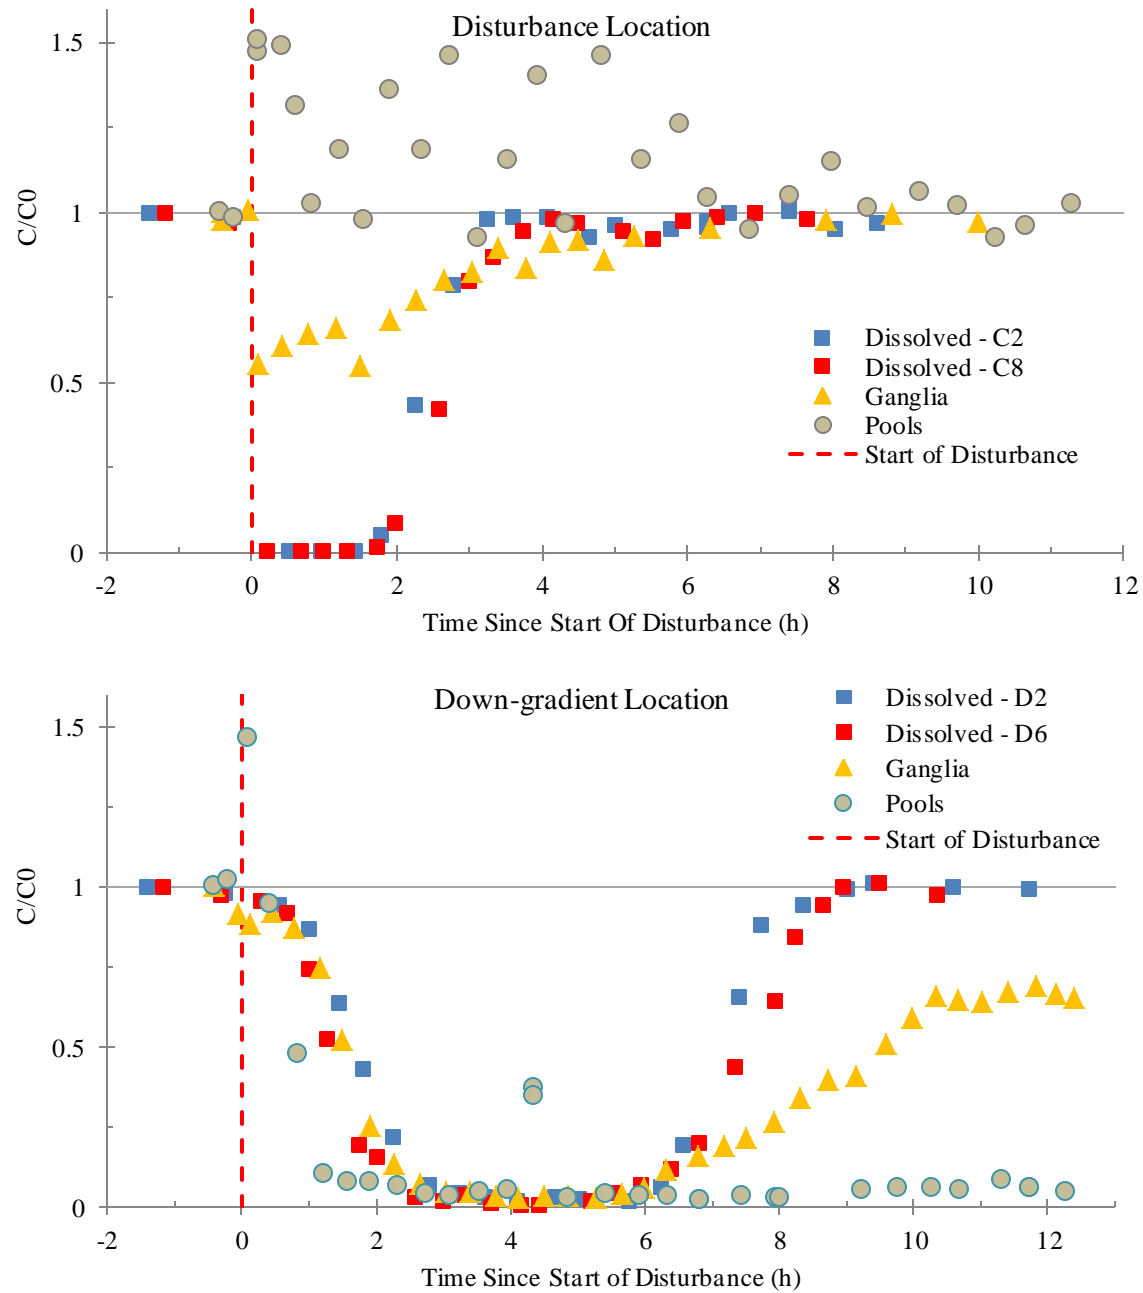 Disturbance Location
1.5
1
0.5
0
C/C0
-2 0 2 4 6 8 10 12
Time Since Start Of Disturbance (h)
Dissolved - C2
Dissolved - C8
Ganglia
Pools
Start of Disturbance
Down-gradient Location
Dissolved - D2
Dissolved - D6
Ganglia
Pools
Start of Disturbance
1.5
1
0.5
0
C/C0
-2 0 2 4 6 8 10 12
Time Since Start of Disturbance (h)